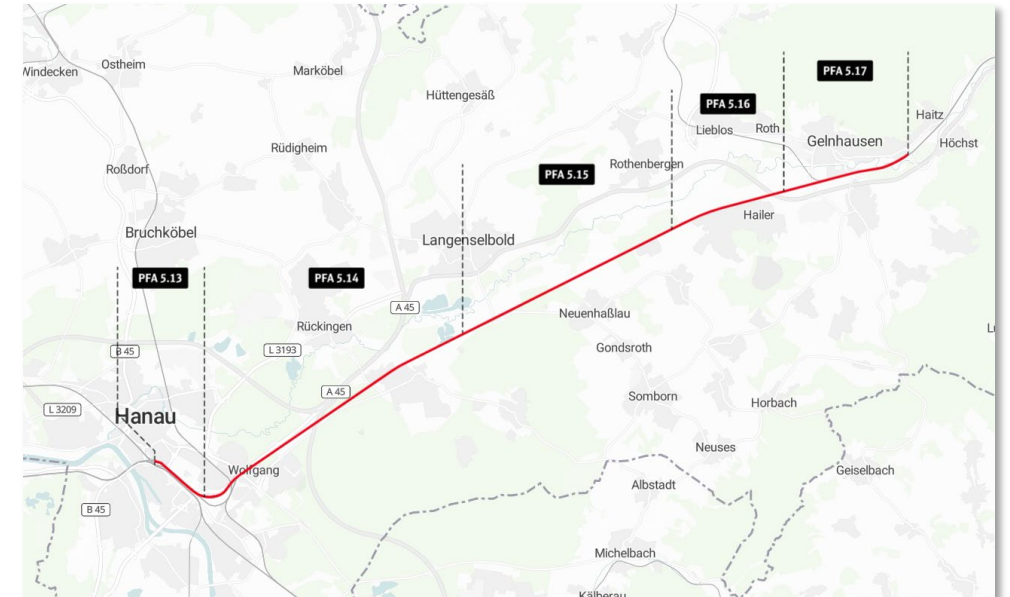 Ostheim
Windecken
Marköbel
PFA 5.17
Hüttengesäß
PFA 5.16
Haitz
Lieblos
Roth
Gelnhausen
Höchst
Rüdigheim
Rothenbergen
Roßdorf
PFA 5.15
Hailer
Bruchköbel
Langenselbold
PFA 5.13
PFA 5.14
A 45
Neuenhaßlau
Rückingen
B 45
L 3193
Gondsroth
A 45
Somborn
Horbach
L 3209
Hanau
Neuses
Wolfgang
Geiselbach
Albstadt
B 45
Michelbach
Kälberau